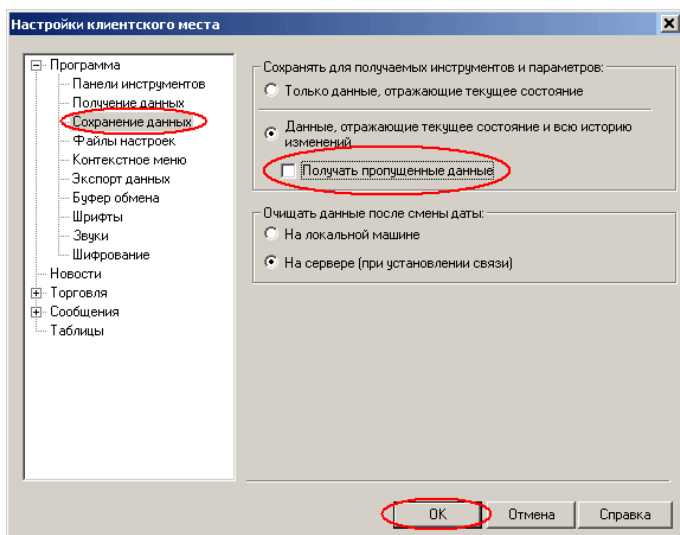 Настройки клиентского места
Программа
Панели инструментов
Получение данных
Сохранение данных
Файлы настроек
Контекстное меню
Экспорт данных
Буфер обмена
Шрифты
Звуки
Шифрование
Новости
Торговля
Сообщения
Таблицы
Сохранять для получаемых инструментов и параметров:
Только данные, отражающие текущее состояние
Данные, отражающие текущее состояние и всю историю
изменений
Получать пропущенные данные
Очищать данные после смены даты:
На локальной машине
На сервере (при установлении связи)
OK
Отмена
Справка